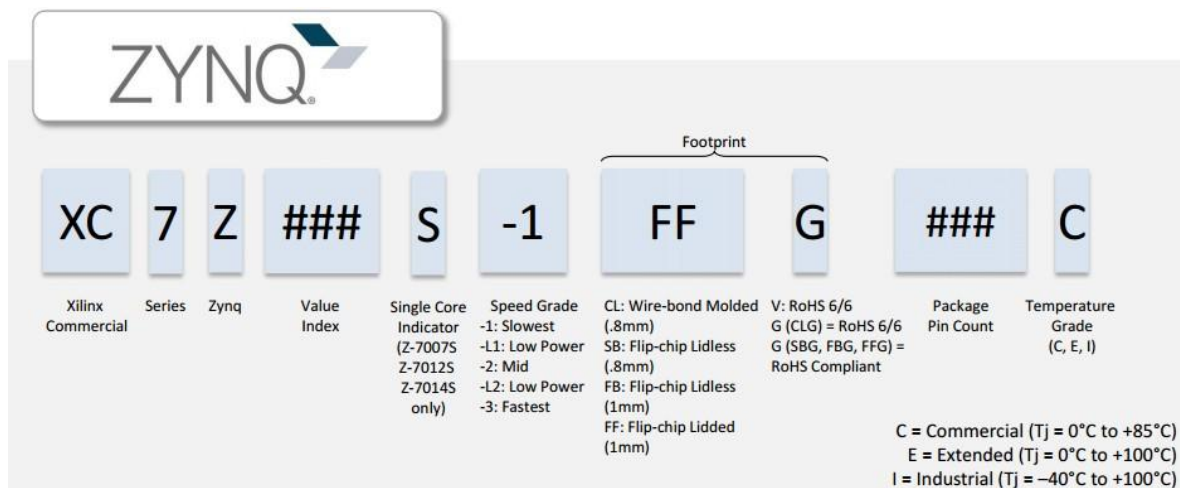 ZYNQ®
Footprint
XC 7 Z ### S -1 FF G ### C
Xilinx
Commercial
Series
Zynq
Value
Index
Single Core
Indicator
(Z-7007S
Z-7012S
Z-7014S
only)
Speed Grade
-1: Slowest
-L1: Low Power
-2: Mid
-L2: Low Power
-3: Fastest
CL: Wire-bond Molded
(.8mm)
SB: Flip-chip Lidless
(.8mm)
FB: Flip-chip Lidless
(1mm)
FF: Flip-chip Lidded
(1mm)
V: RoHS 6/6
G (CLG) = RoHS 6/6
G (SBG, FBG, FFG) =
RoHS Compliant
Package
Pin Count
Temperature
Grade
(C, E, I)
C = Commercial (Tj = 0°C to +85°C)
E = Extended (Tj = 0°C to +100°C)
I = Industrial (Tj = –40°C to +100°C)